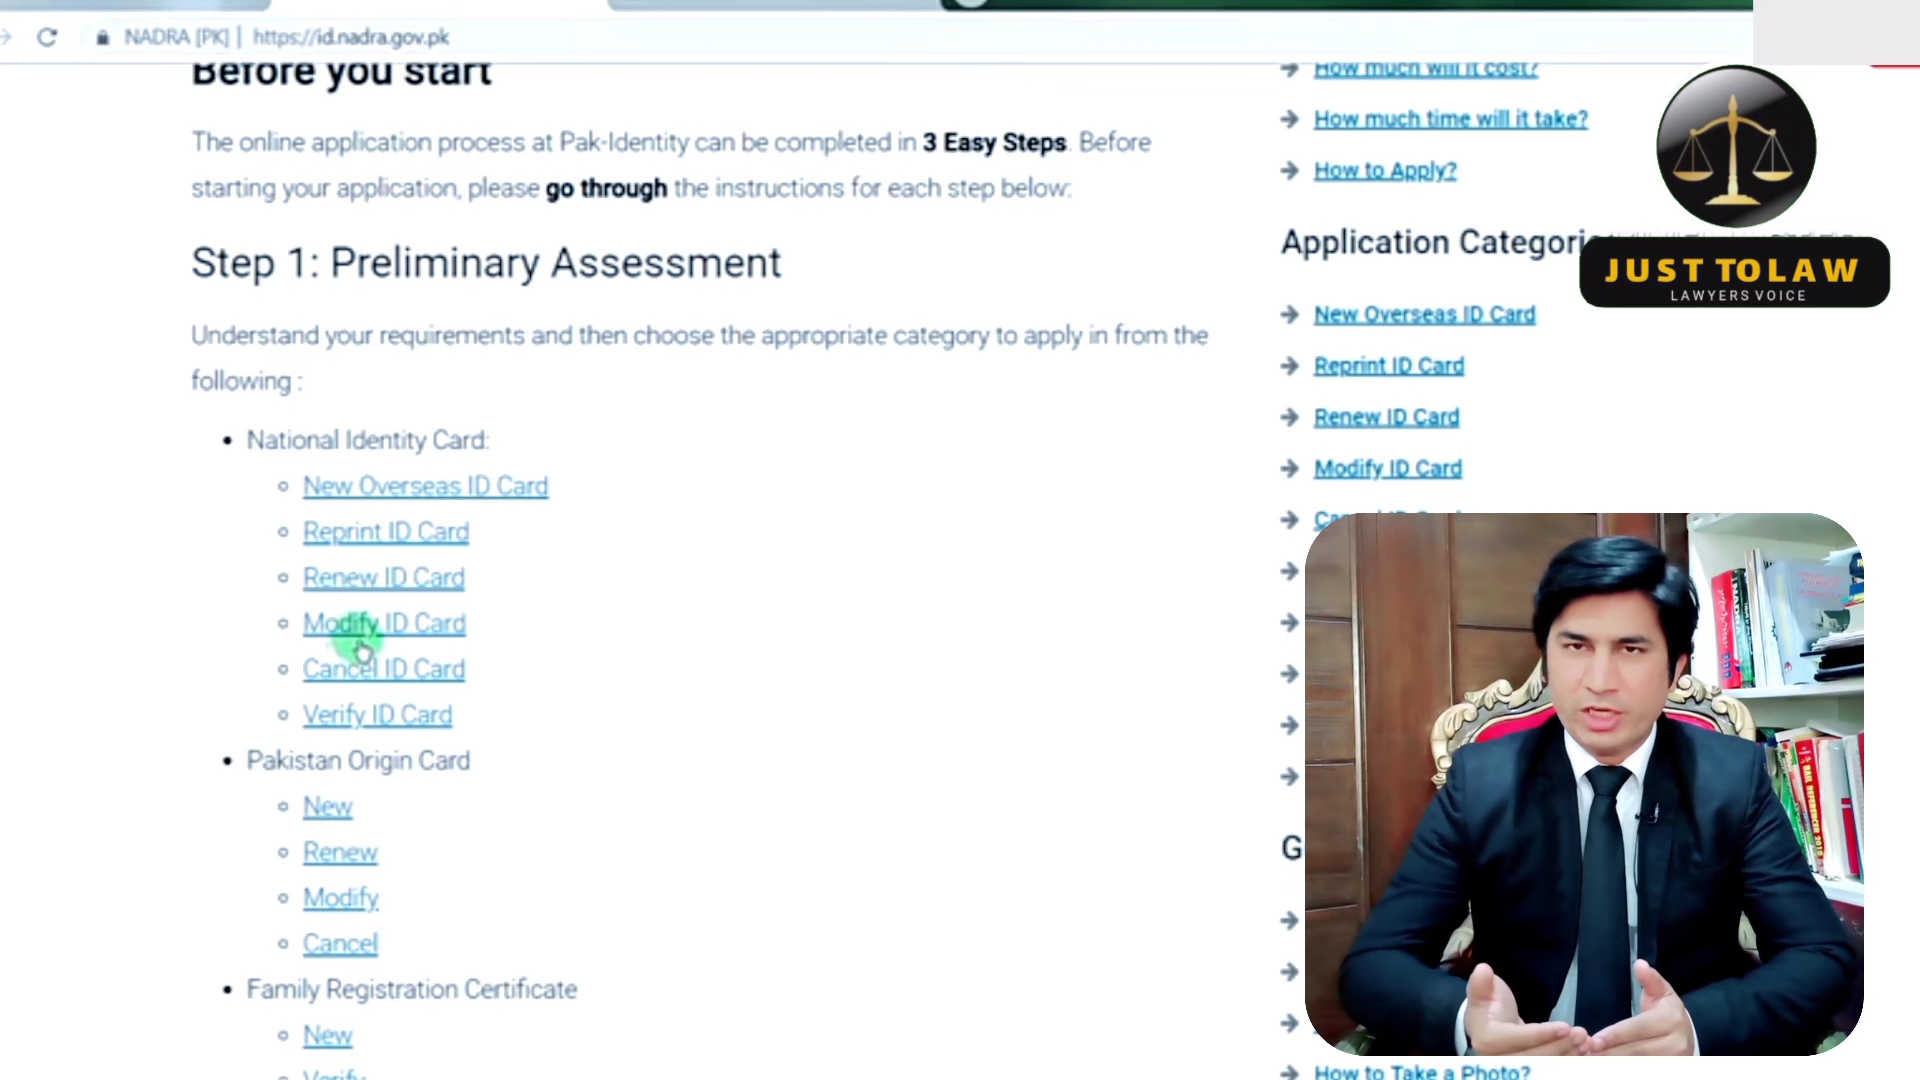 NADRA [PK] | https://id.nadra.gov.pk
Before you start
The online application process at Pak-Identity can be completed in 3 Easy Steps. Before
starting your application, please go through the instructions for each step below:
Step 1: Preliminary Assessment
Understand your requirements and then choose the appropriate category to apply in from the
following :
National Identity Card:
New Overseas ID Card
Reprint ID Card
Renew ID Card
Modify ID Card
Cancel ID Card
Verify ID Card
Pakistan Origin Card
New
Renew
Modify
Cancel
Family Registration Certificate
New
Verify
How much will it cost?
How much time will it take?
How to Apply?
Application Categori
New Overseas ID Card
Reprint ID Card
Renew ID Card
Modify ID Card
How to Take a Photo?
JUST TO LAW
LAWYERS VOICE
BAIL REFERENCER 2018